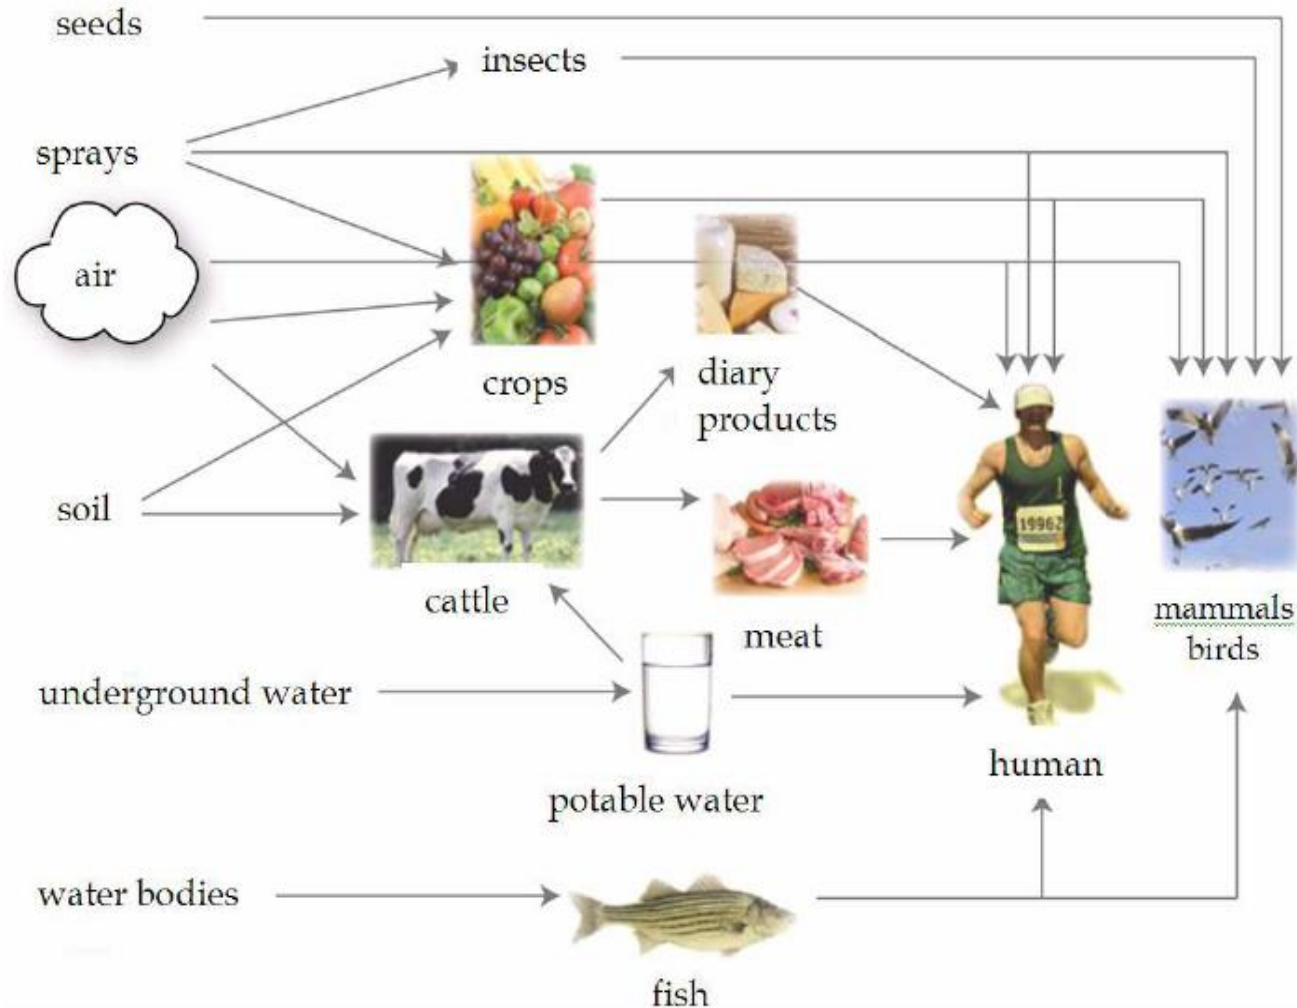 seeds
insects
sprays
air
crops
diary
products
soil
cattle
19962
meat
mammals
birds
underground water
human
potable water
water bodies
fish